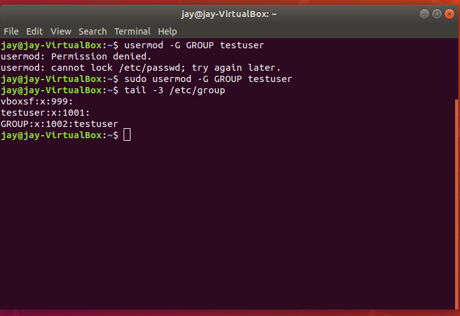 jay@jay-VirtualBox: ~
File Edit View Search Terminal Help
jay@jay-VirtualBox:~$ usermod -G GROUP testuser
usermod: Permission denied.
usermod: cannot lock /etc/passwd; try again later.
jay@jay-VirtualBox:~$ sudo usermod -G GROUP testuser
jay@jay-VirtualBox:~$ tail -3 /etc/group
vboxsf:x:999:
testuser:x:1001:
GROUP:x:1002:testuser
jay@jay-VirtualBox:~$